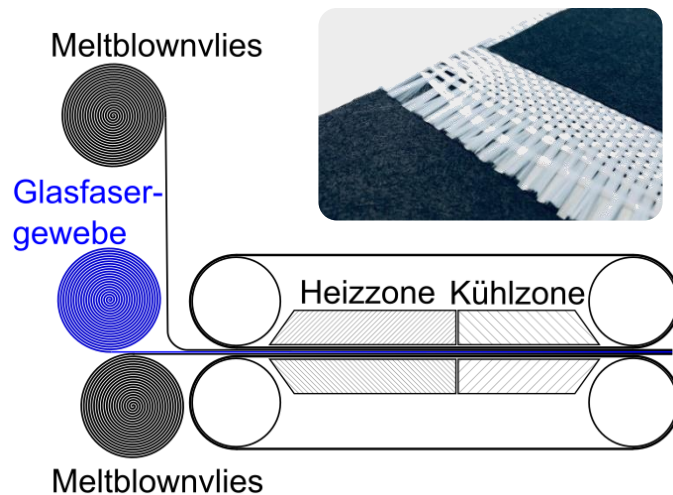 Meltblownvlies
Glasfaser-
gewebe
Heizzone Kühlzone
Meltblownvlies